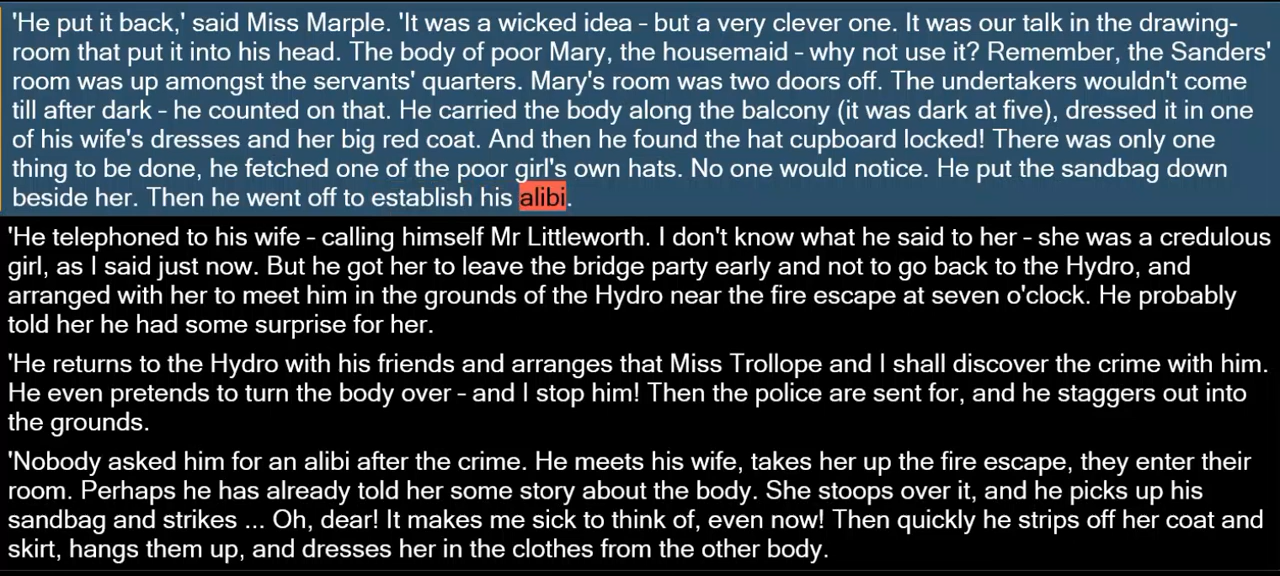 'He put it back,' said Miss Marple. 'It was a wicked idea – but a very clever one. It was our talk in the drawing-
room that put it into his head. The body of poor Mary, the housemaid – why not use it? Remember, the Sanders'
room was up amongst the servants' quarters. Mary's room was two doors off. The undertakers wouldn't come
till after dark – he counted on that. He carried the body along the balcony (it was dark at five), dressed it in one
of his wife's dresses and her big red coat. And then he found the hat cupboard locked! There was only one
thing to be done, he fetched one of the poor girl's own hats. No one would notice. He put the sandbag down
beside her. Then he went off to establish his alibi.
'He telephoned to his wife – calling himself Mr Littleworth. I don't know what he said to her – she was a credulous
girl, as I said just now. But he got her to leave the bridge party early and not to go back to the Hydro, and
arranged with her to meet him in the grounds of the Hydro near the fire escape at seven o'clock. He probably
told her he had some surprise for her.
'He returns to the Hydro with his friends and arranges that Miss Trollope and I shall discover the crime with him.
He even pretends to turn the body over – and I stop him! Then the police are sent for, and he staggers out into
the grounds.
'Nobody asked him for an alibi after the crime. He meets his wife, takes her up the fire escape, they enter their
room. Perhaps he has already told her some story about the body. She stoops over it, and he picks up his
sandbag and strikes ... Oh, dear! It makes me sick to think of, even now! Then quickly he strips off her coat and
skirt, hangs them up, and dresses her in the clothes from the other body.